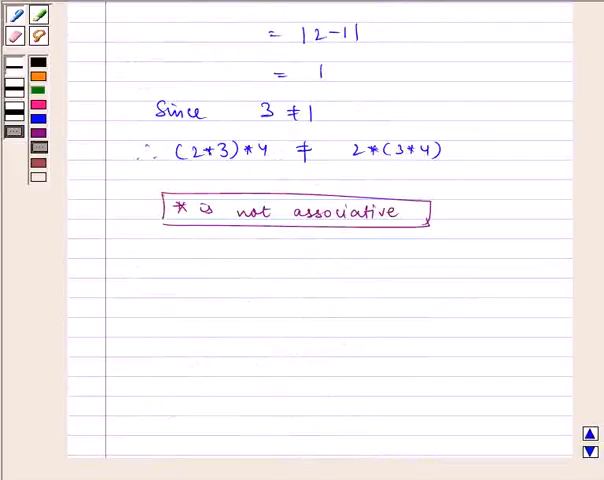 = |2-1|
= 1
Since 3 ≠ 1
∴ (2*3)*4 ≠ 2*(3*4)
* is not associative